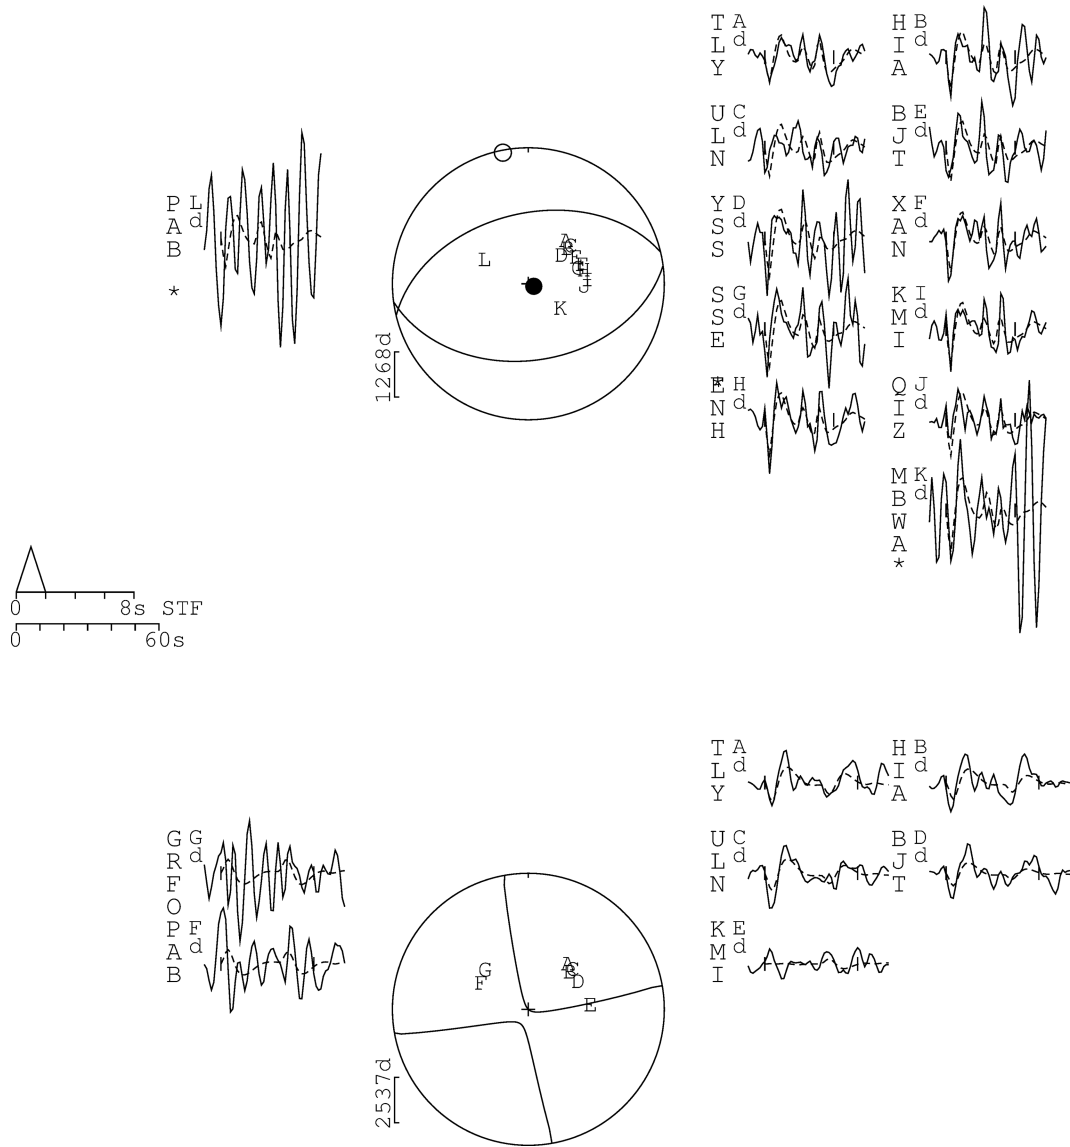 TLY A d
HIA B d
ULN C d
BJT E d
PAB L d *
YSS D d
XAN F d
L
K
J
SSE G d *
KMI I d
1268d
ENH H d
QIZ J d
MBWA K d *
0 8s STF
0 60s
TLY A d
HIA B d
ULN C d
BJT D d
GRFO G d
PAB F d
KMI E d
A
G
F
D
E
2537d